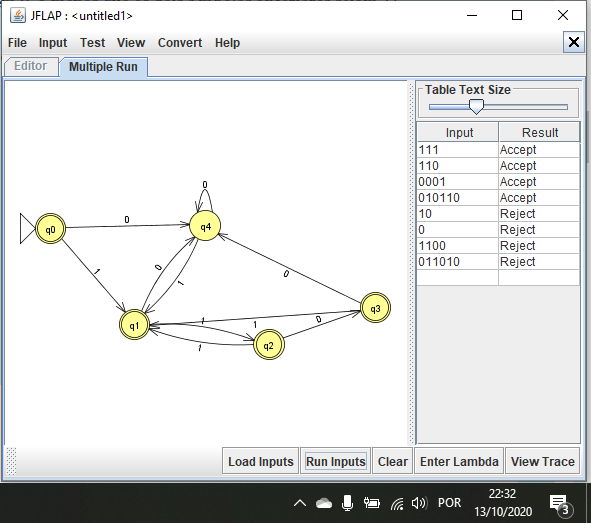 JFLAP : <untitled1>
File Input Test View Convert Help
Editor Multiple Run
Table Text Size
Input Result
111 Accept
110 Accept
0001 Accept
010110 Accept
10 Reject
0 Reject
1100 Reject
011010 Reject
0
q0 0 q4
1 0 1 0
q1 1 1 0 q3
1 q2
Load Inputs Run Inputs Clear Enter Lambda View Trace
POR 22:32
13/10/2020 3